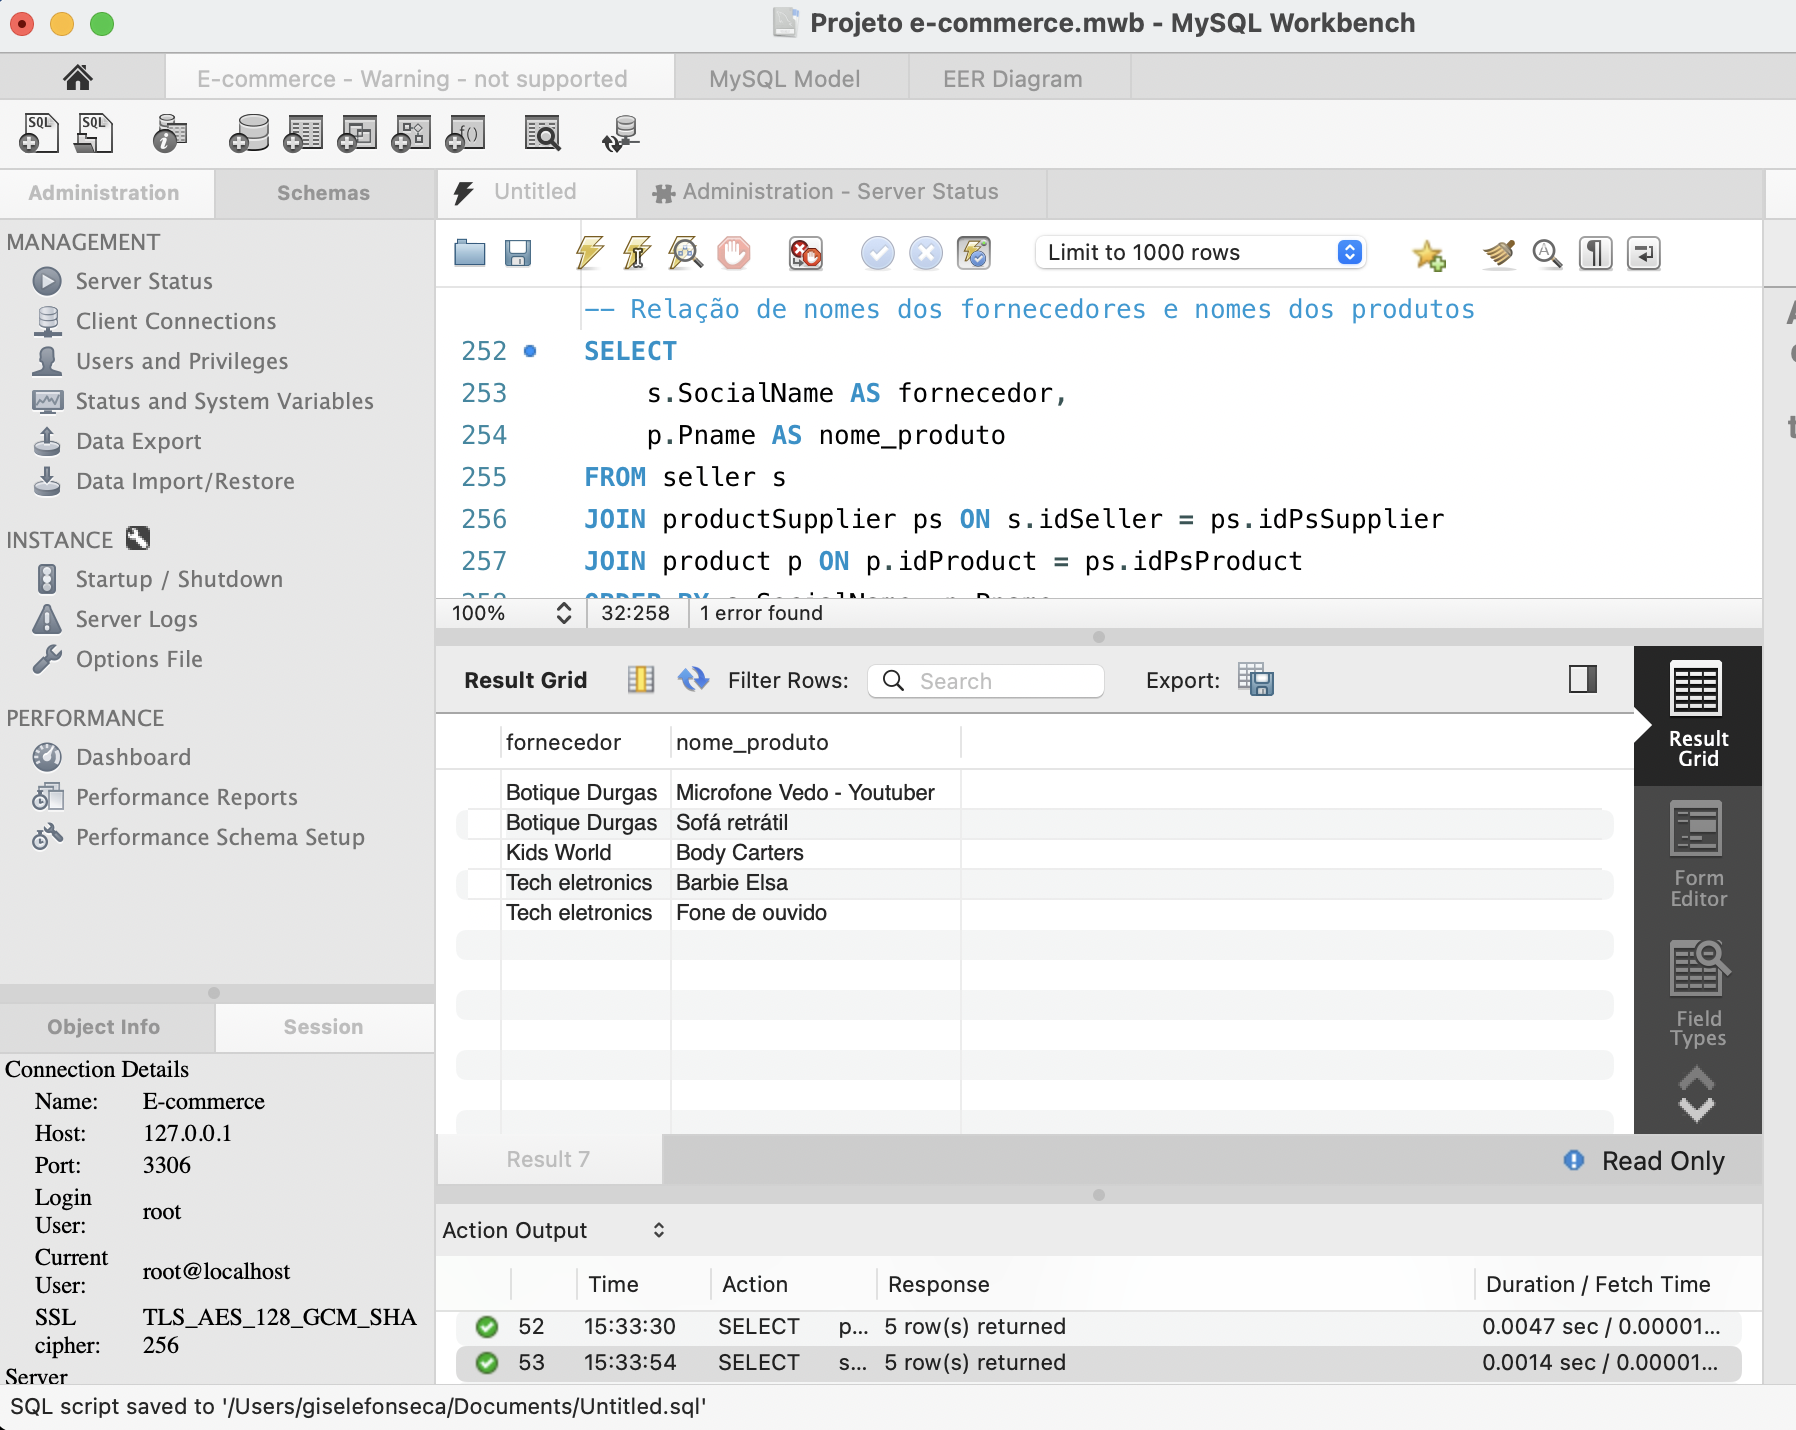 Projeto e-commerce.mwb - MySQL Workbench
E-commerce - Warning - not supported
MySQL Model
EER Diagram
Administration
Schemas
Untitled
Administration - Server Status
MANAGEMENT
Server Status
Client Connections
Users and Privileges
Status and System Variables
Data Export
Data Import/Restore
INSTANCE
Startup / Shutdown
Server Logs
Options File
PERFORMANCE
Dashboard
Performance Reports
Performance Schema Setup
Object Info
Session
Connection Details
Name: E-commerce
Host: 127.0.0.1
Port: 3306
Login User: root
Current User: root@localhost
SSL cipher: TLS_AES_128_GCM_SHA256
Server
Limit to 1000 rows
-- Relação de nomes dos fornecedores e nomes dos produtos
252 SELECT
253 s.SocialName AS fornecedor,
254 p.Pname AS nome_produto
255 FROM seller s
256 JOIN productSupplier ps ON s.idSeller = ps.idPsSupplier
257 JOIN product p ON p.idProduct = ps.idPsProduct
258 ORDER BY s.SocialName, p.Pname
100% 32:258 1 error found
Result Grid Filter Rows: Search Export:
fornecedor nome_produto
Botique Durgas Microfone Vedo - Youtuber
Botique Durgas Sofá retrátil
Kids World Body Carters
Tech eletronics Barbie Elsa
Tech eletronics Fone de ouvido
Result
Grid
Form
Editor
Field
Types
Result 7
Read Only
Action Output
Time Action Response Duration / Fetch Time
52 15:33:30 SELECT p... 5 row(s) returned 0.0047 sec / 0.00001...
53 15:33:54 SELECT s... 5 row(s) returned 0.0014 sec / 0.00001...
SQL script saved to '/Users/giselefonseca/Documents/Untitled.sql'